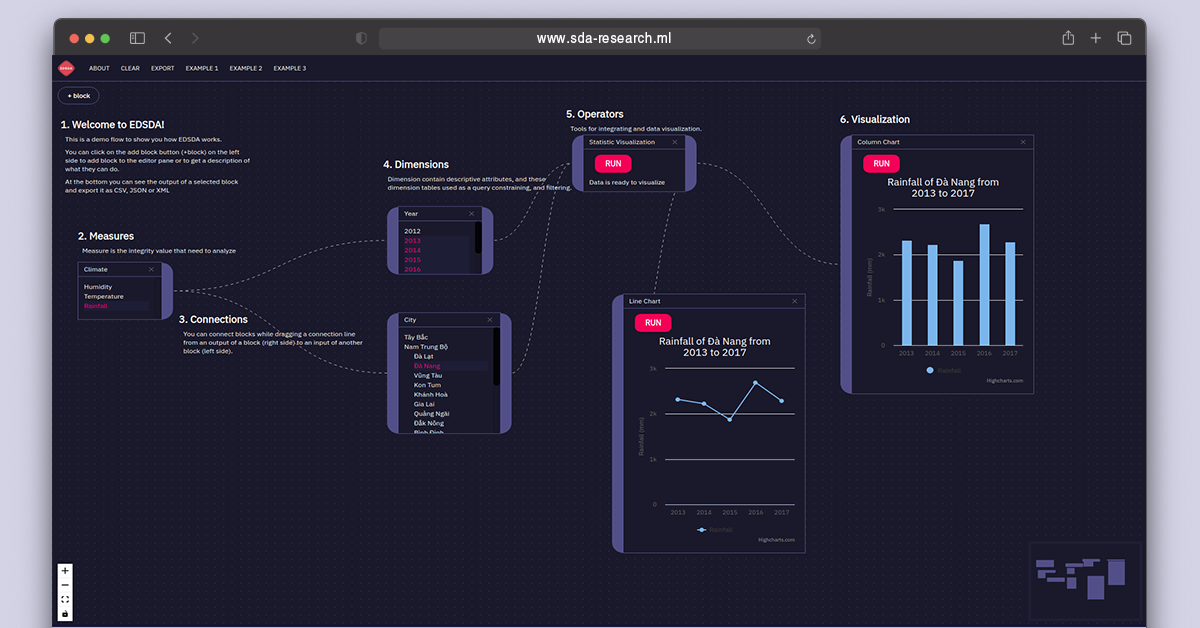 www.sda-research.ml
EDSDA
ABOUT
CLEAR
EXPORT
EXAMPLE 1
EXAMPLE 2
EXAMPLE 3
+ block
1. Welcome to EDSDA!
This is a demo flow to show you how EDSDA works.
You can click on the add block button (+block) on the left
side to add block to the editor pane or to get a description of
what they can do.
At the bottom you can see the output of a selected block
and export it as CSV, JSON or XML
2. Measures
Measure is the integrity value that need to analyze
Climate
Humidity
Temperature
Rainfall
3. Connections
You can connect blocks while dragging a connection line
from an output of a block (right side) to an input of another
block (left side).
4. Dimensions
Dimension contain descriptive attributes, and these
dimension tables used as a query constraining, and filtering.
Year
2012
2013
2014
2015
2016
City
Tây Bắc
Nam Trung Bộ
Đà Lạt
Đà Nang
Vũng Tàu
Kon Tum
Khánh Hoà
Gia Lai
Quảng Ngãi
Đắk Nông
Bình Định
5. Operators
Tools for integrating and data visualization.
Statistic Visualization
RUN
Data is ready to visualize
Line Chart
RUN
Rainfall of Đà Nang from
2013 to 2017
Rainfall (mm)
3k
2k
1k
0
2013
2014
2015
2016
2017
Rainfall
Highcharts.com
6. Visualization
Column Chart
RUN
Rainfall of Đà Nang from
2013 to 2017
Rainfall (mm)
3k
2k
1k
0
2013
2014
2015
2016
2017
Rainfall
Highcharts.com